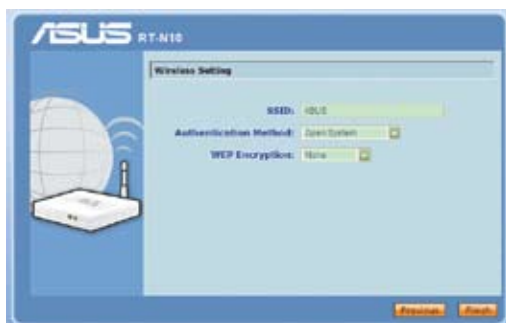 ASUS RT-N10
Wireless Setting
SSID: ASUS
Authentication Method: Open System
WEP Encryption: None
Previous Finish